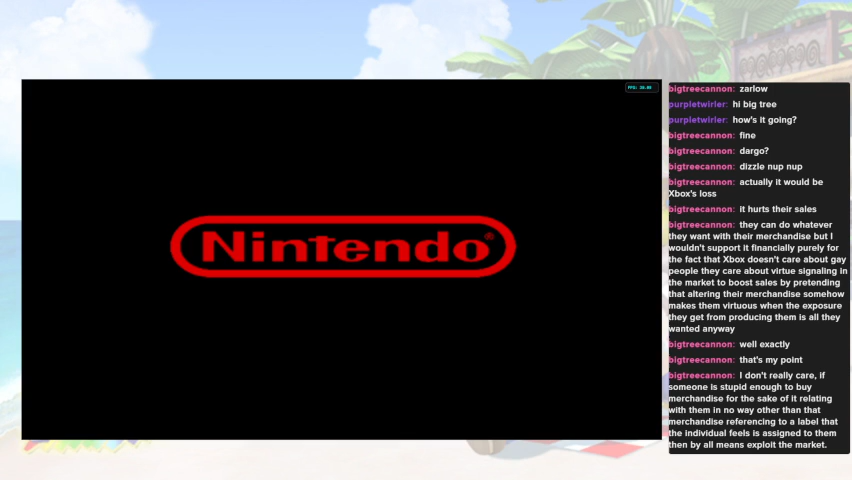 FPS: 30.00
Nintendo®
bigtreecannon: zarlow
purpletwirler: hi big tree
purpletwirler: how's it going?
bigtreecannon: fine
bigtreecannon: dargo?
bigtreecannon: dizzle nup nup
bigtreecannon: actually it would be
Xbox's loss
bigtreecannon: it hurts their sales
bigtreecannon: they can do whatever
they want with their merchandise but I
wouldn't support it financially purely for
the fact that Xbox doesn't care about gay
people they care about virtue signaling in
the market to boost sales by pretending
that altering their merchandise somehow
makes them virtuous when the exposure
they get from producing them is all they
wanted anyway
bigtreecannon: well exactly
bigtreecannon: that's my point
bigtreecannon: I don't really care, if
someone is stupid enough to buy
merchandise for the sake of it relating
with them in no way other than that
merchandise referencing to a label that
the individual feels is assigned to them
then by all means exploit the market.